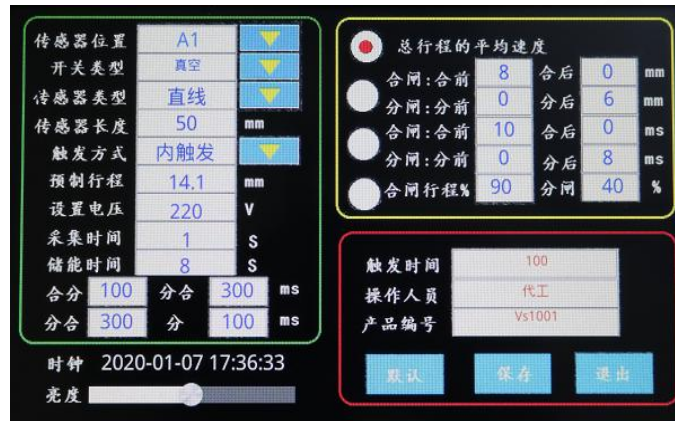 传感器位置 A1
开关类型 真空
传感器类型 直线
传感器长度 50 mm
触发方式 内触发
预制行程 14.1 mm
设置电压 220 V
采集时间 1 S
储能时间 8 S
合分 100 分合 300 ms
分合 300 分 100 ms
时钟 2020-01-07 17:36:33
亮度
总行程的平均速度
合闸:合前 8 合后 0 mm
分闸:分前 0 分后 6 mm
合闸:合前 10 合后 0 ms
分闸:分前 0 分后 8 ms
合闸行程% 90 分闸 40 %
触发时间 100
操作人员 代工
产品编号 Vs1001
默认 保存 退出